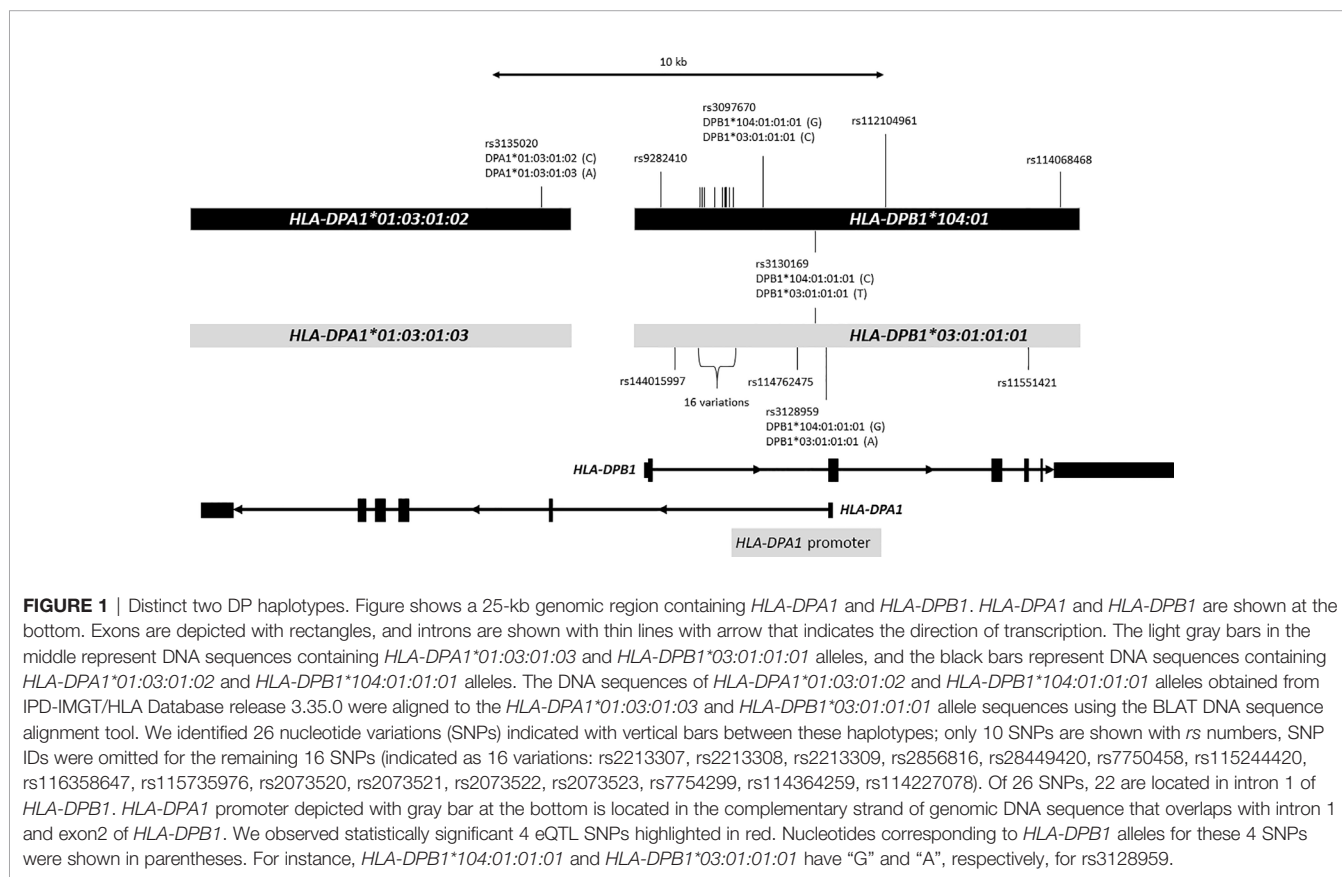 10 kb
rs3097670
DPB1*104:01:01:01 (G)
DPB1*03:01:01:01 (C)
rs112104961
rs3135020
DPA1*01:03:01:02 (C)
DPA1*01:03:01:03 (A)
rs9282410
rs114068468
HLA-DPA1*01:03:01:02
HLA-DPB1*104:01
rs3130169
DPB1*104:01:01:01 (C)
DPB1*03:01:01:01 (T)
HLA-DPA1*01:03:01:03
HLA-DPB1*03:01:01:01
rs144015997
rs114762475
rs11551421
16 variations
rs3128959
DPB1*104:01:01:01 (G)
DPB1*03:01:01:01 (A)
HLA-DPB1
HLA-DPA1
HLA-DPA1 promoter
FIGURE 1 | Distinct two DP haplotypes. Figure shows a 25-kb genomic region containing HLA-DPA1 and HLA-DPB1. HLA-DPA1 and HLA-DPB1 are shown at the
bottom. Exons are depicted with rectangles, and introns are shown with thin lines with arrow that indicates the direction of transcription. The light gray bars in the
middle represent DNA sequences containing HLA-DPA1*01:03:01:03 and HLA-DPB1*03:01:01:01 alleles, and the black bars represent DNA sequences containing
HLA-DPA1*01:03:01:02 and HLA-DPB1*104:01:01:01 alleles. The DNA sequences of HLA-DPA1*01:03:01:02 and HLA-DPB1*104:01:01:01 alleles obtained from
IPD-IMGT/HLA Database release 3.35.0 were aligned to the HLA-DPA1*01:03:01:03 and HLA-DPB1*03:01:01:01 allele sequences using the BLAT DNA sequence
alignment tool. We identified 26 nucleotide variations (SNPs) indicated with vertical bars between these haplotypes; only 10 SNPs are shown with rs numbers, SNP
IDs were omitted for the remaining 16 SNPs (indicated as 16 variations: rs2213307, rs2213308, rs2213309, rs2856816, rs28449420, rs7750458, rs115244420,
rs116358647, rs115735976, rs2073520, rs2073521, rs2073522, rs2073523, rs7754299, rs114364259, rs114227078). Of 26 SNPs, 22 are located in intron 1 of
HLA-DPB1. HLA-DPA1 promoter depicted with gray bar at the bottom is located in the complementary strand of genomic DNA sequence that overlaps with intron 1
and exon2 of HLA-DPB1. We observed statistically significant 4 eQTL SNPs highlighted in red. Nucleotides corresponding to HLA-DPB1 alleles for these 4 SNPs
were shown in parentheses. For instance, HLA-DPB1*104:01:01:01 and HLA-DPB1*03:01:01:01 have “G” and “A”, respectively, for rs3128959.